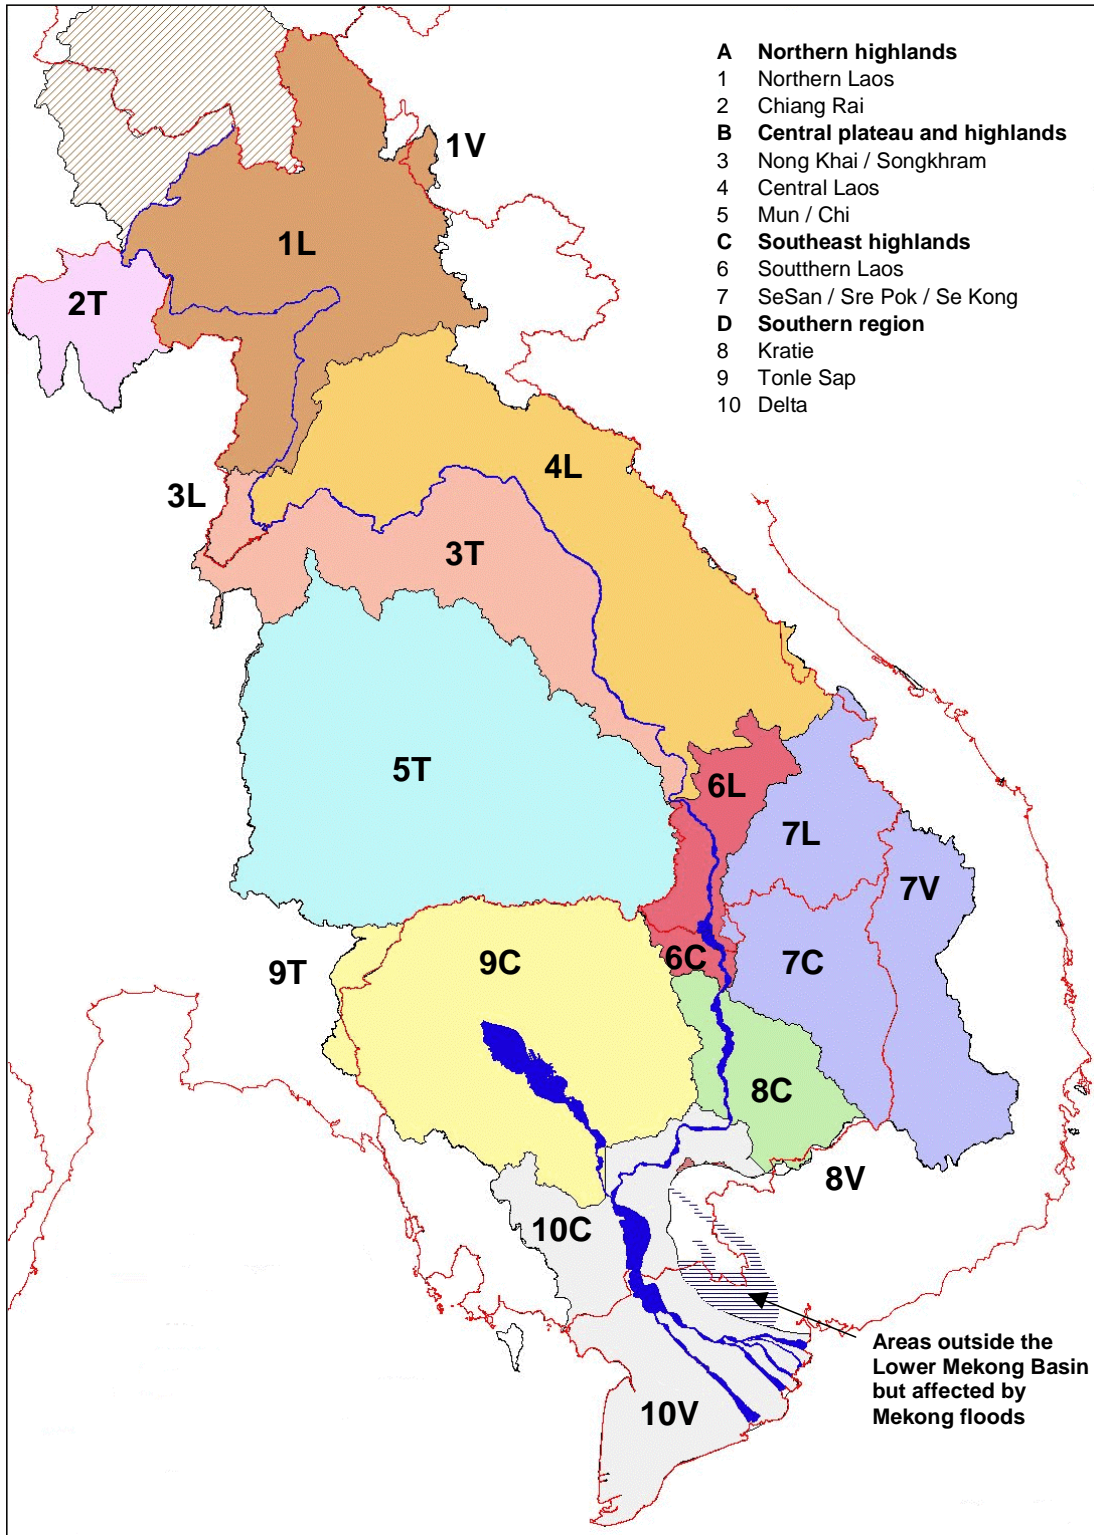 A Northern highlands
1 Northern Laos
2 Chiang Rai
B Central plateau and highlands
3 Nong Khai / Songkhram
4 Central Laos
5 Mun / Chi
C Southeast highlands
6 Soutthern Laos
7 SeSan / Sre Pok / Se Kong
D Southern region
8 Kratie
9 Tonle Sap
10 Delta
1V
1L
2T
4L
3L
3T
5T
6L
7L
7V
6C
9C
7C
9T
8C
8V
10C
Areas outside the
Lower Mekong Basin
but affected by
Mekong floods
10V